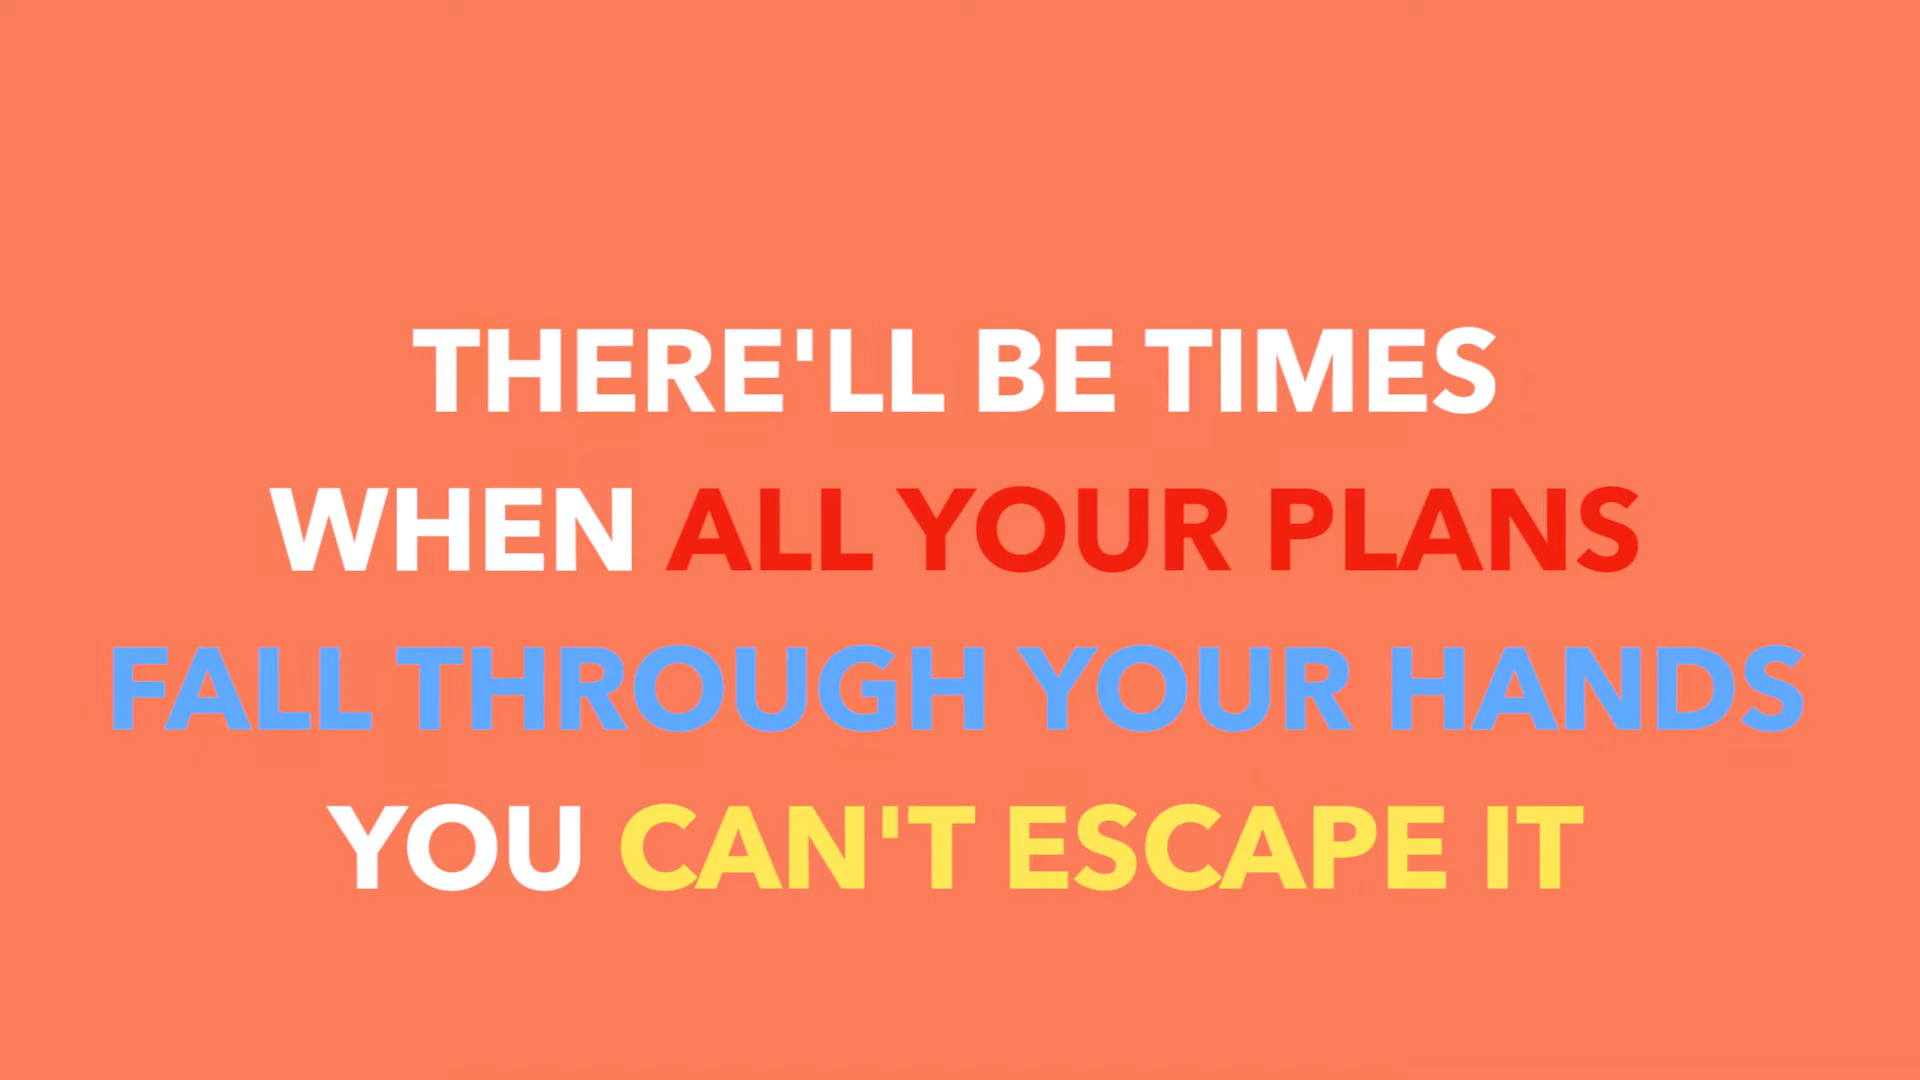 THERE'LL BE TIMES
WHEN ALL YOUR PLANS
FALL THROUGH YOUR HANDS
YOU CAN'T ESCAPE IT